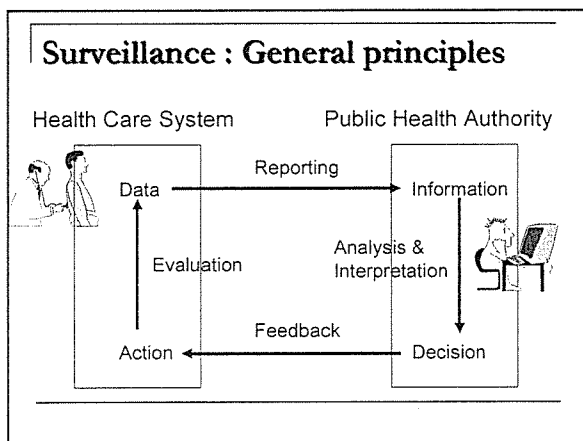 Surveillance : General principles
Health Care System
Public Health Authority
Reporting
Data
Information
Evaluation
Analysis &
Interpretation
Feedback
Action
Decision